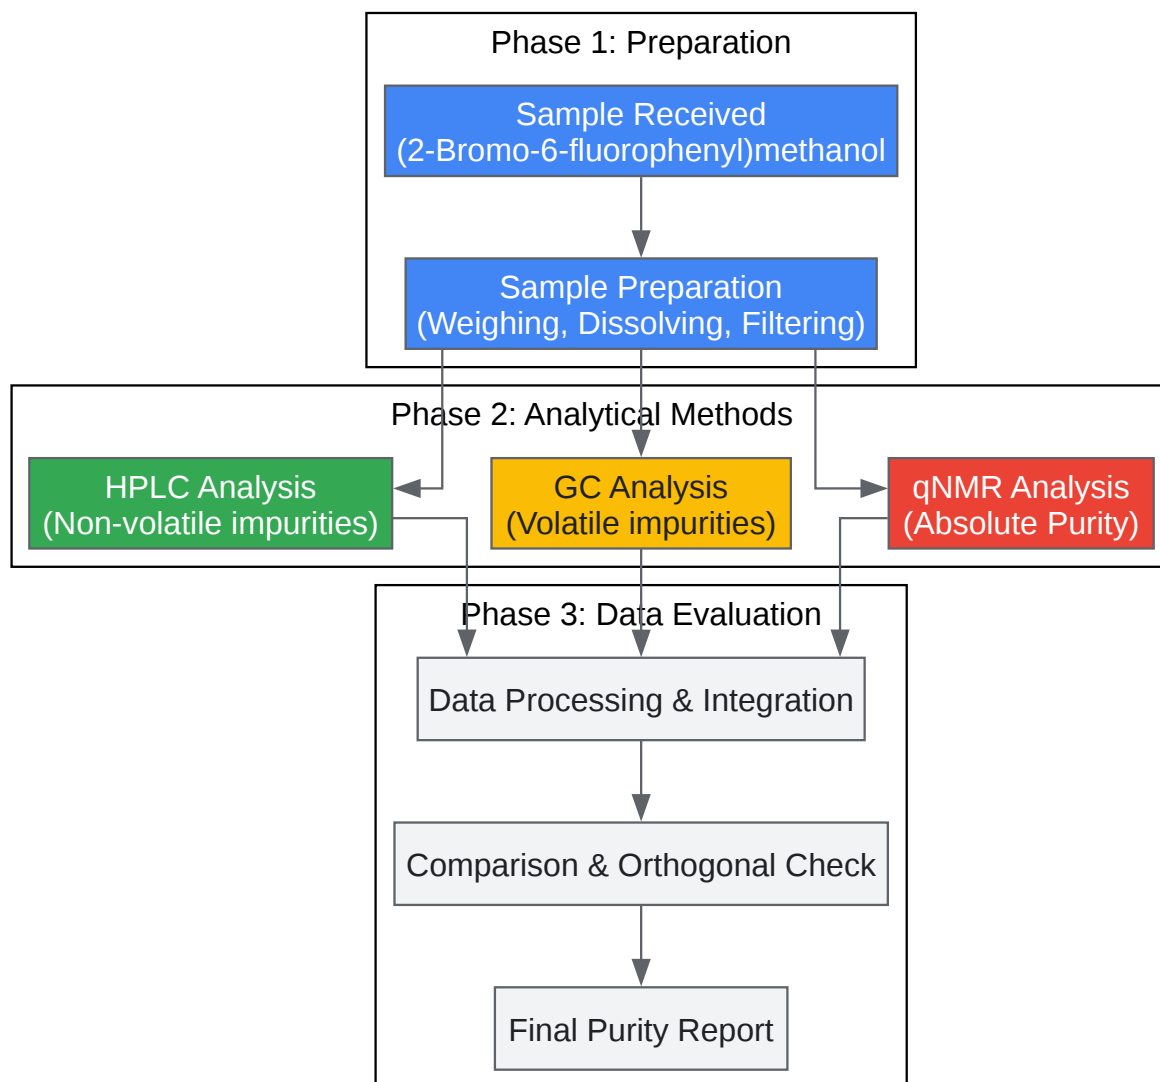 Phase 1: Preparation
Sample Received
(2-Bromo-6-fluorophenyl)methanol
Sample Preparation
(Weighing, Dissolving, Filtering)
Phase 2: Analytical Methods
HPLC Analysis
(Non-volatile impurities)
GC Analysis
(Volatile impurities)
qNMR Analysis
(Absolute Purity)
Phase 3: Data Evaluation
Data Processing & Integration
Comparison & Orthogonal Check
Final Purity Report